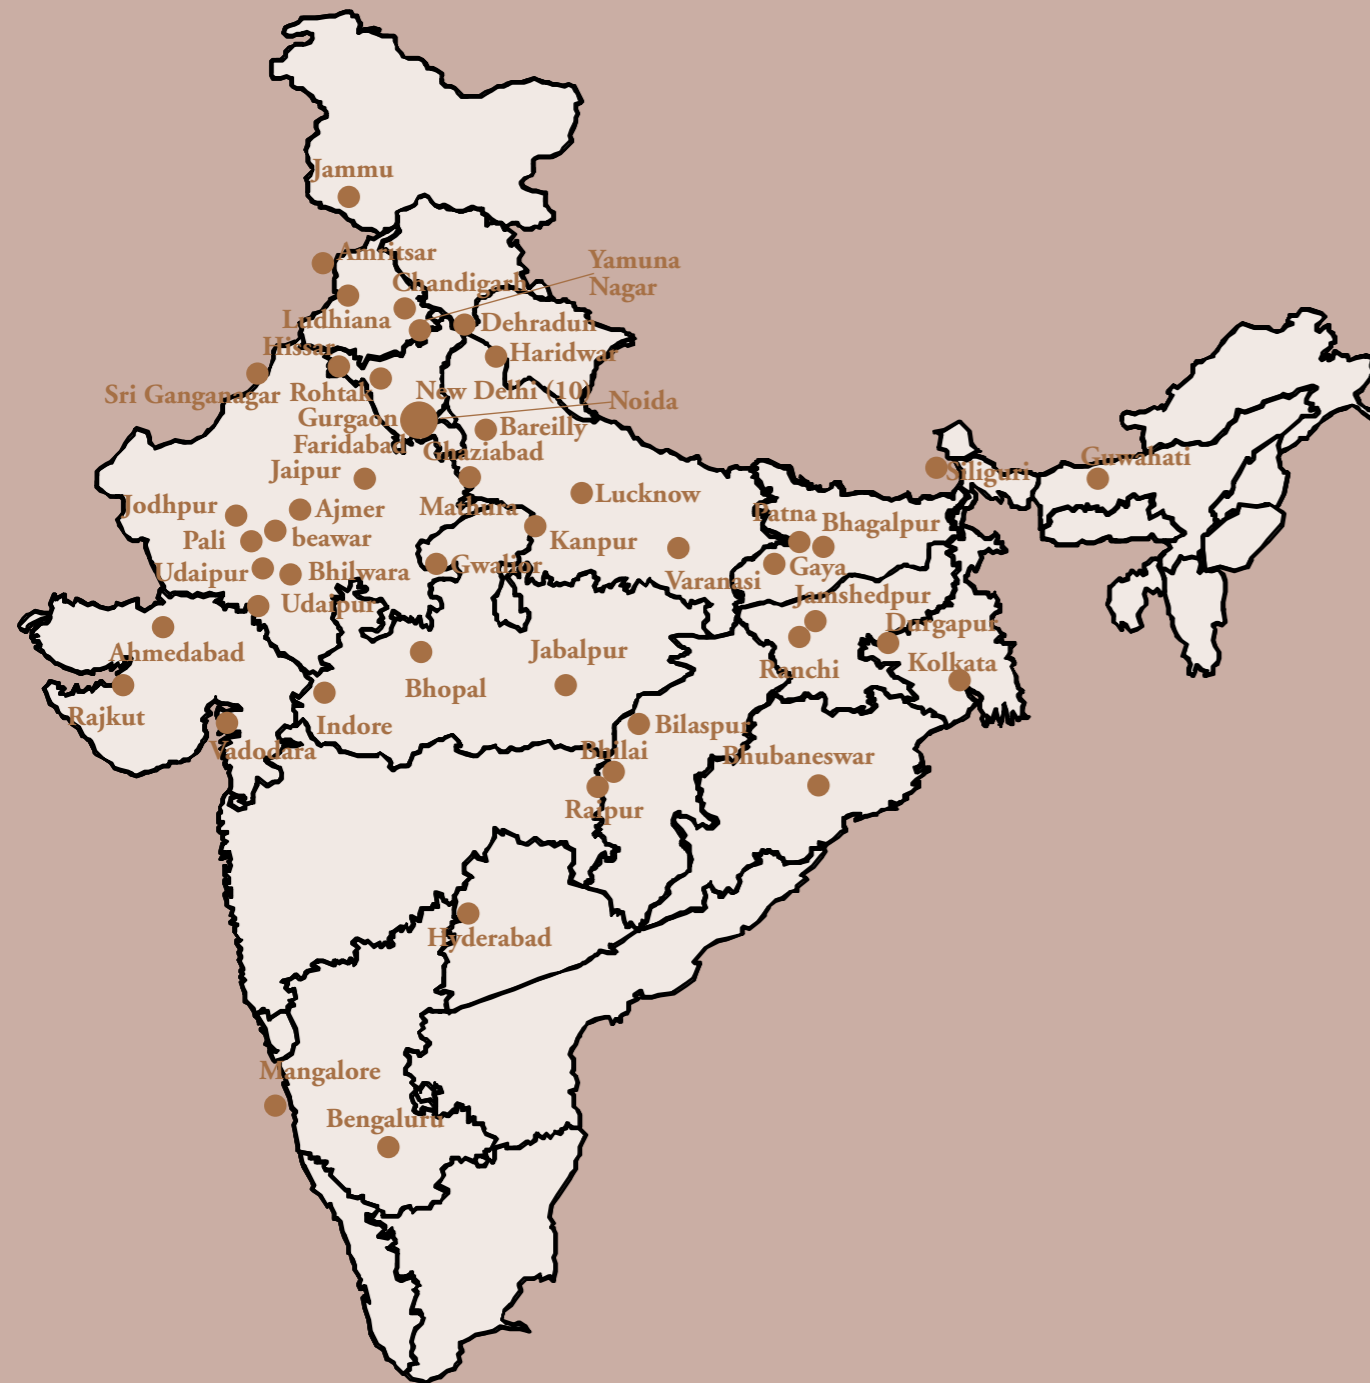 Jammu
Amritsar
Yamuna
Nagar
Chandigarh
Ludhiana
Dehradun
Hissar
Haridwar
Sri Ganganagar
Rohtak
New Delhi (10)
Noida
Gurgaon
Bareilly
Faridabad
Ghaziabad
Jaipur
Siliguri
Guwahati
Lucknow
Jodhpur
Ajmer
Mathura
Patna
Bhagalpur
Pali
beawar
Kanpur
Gwalior
Varanasi
Gaya
Udaipur
Bhilwara
Jamshedpur
Udaipur
Durgapur
Ahmedabad
Jabalpur
Kolkata
Ranchi
Bhopal
Rajkut
Indore
Bilaspur
Vadodara
Bhilai
Bhubaneswar
Raipur
Hyderabad
Mangalore
Bengaluru